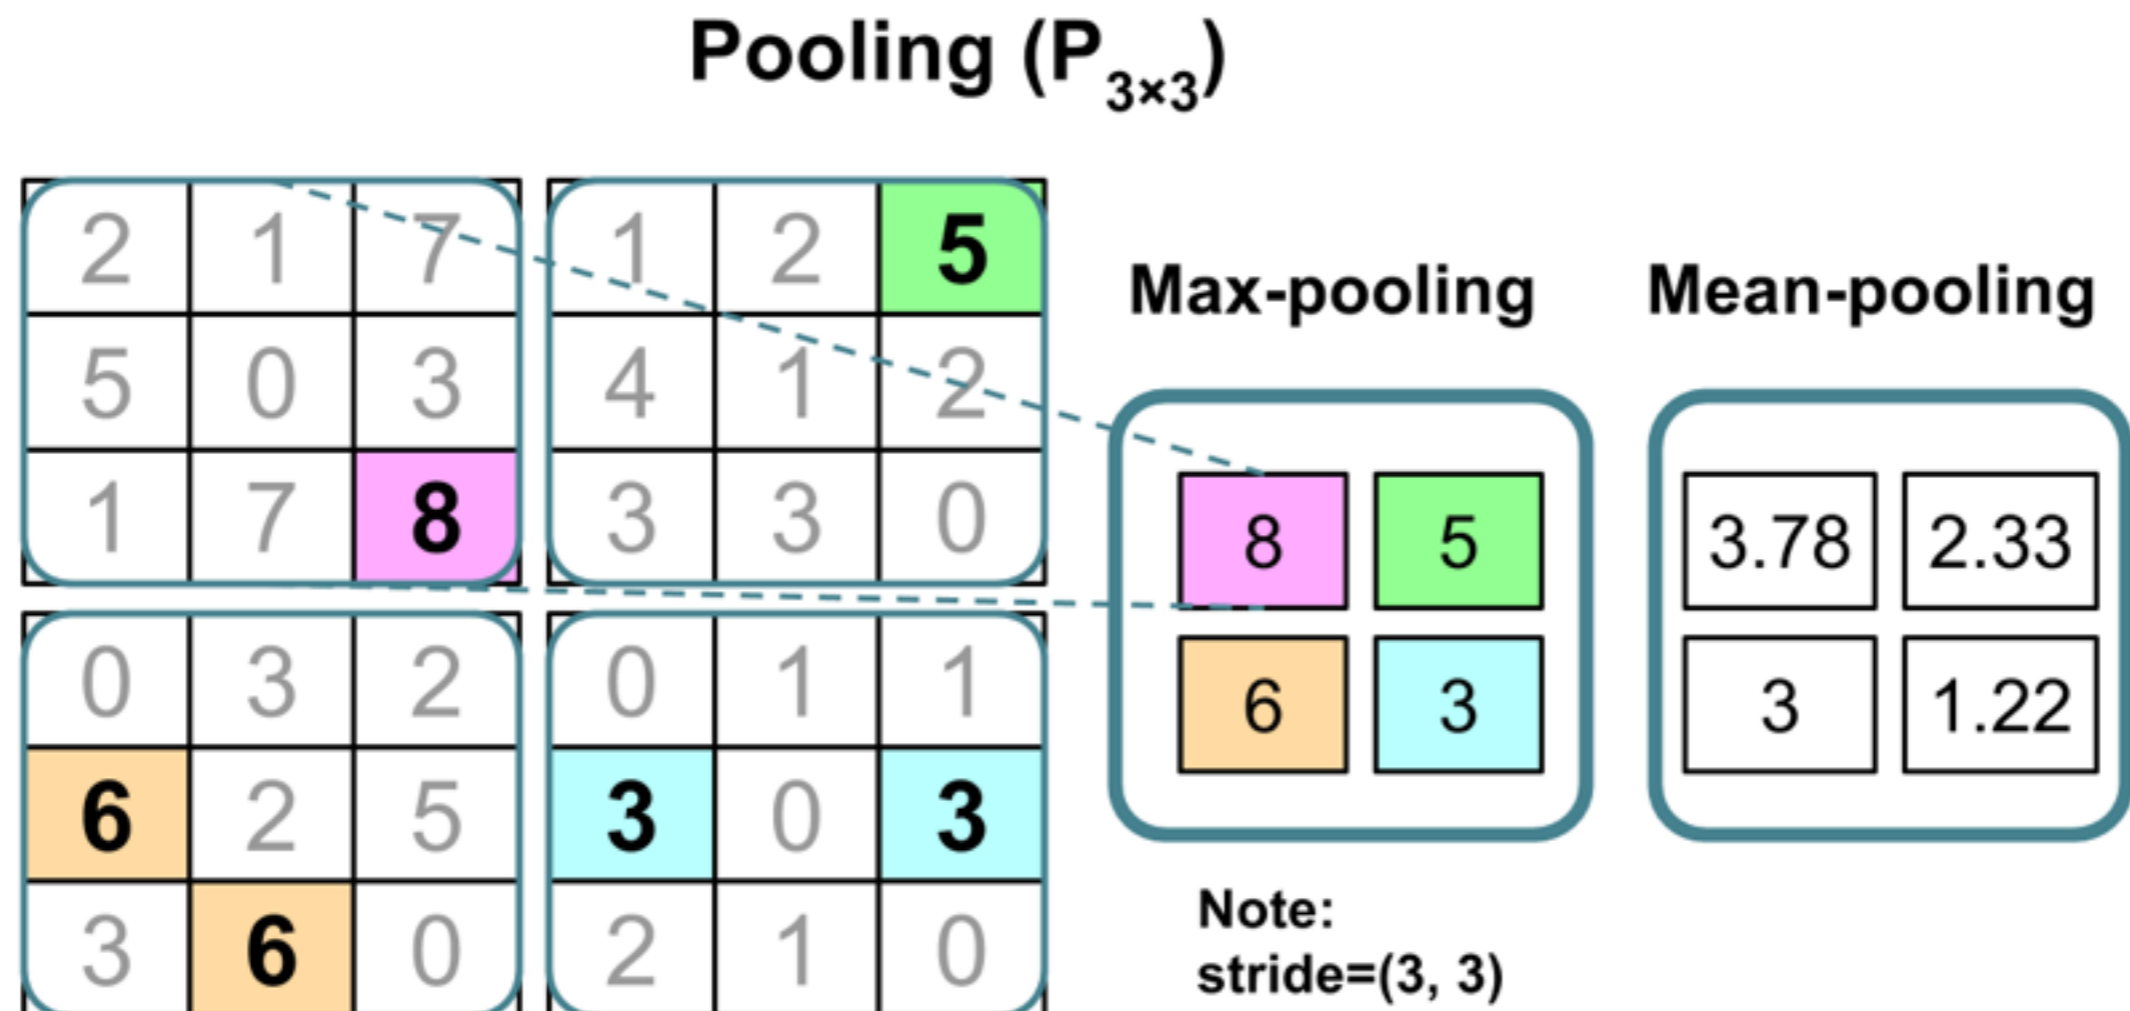 Pooling (P3×3)
2 1 7 1 2 5
5 0 3 4 1 2
1 7 8 3 3 0
0 3 2 0 1 1
6 2 5 3 0 3
3 6 0 2 1 0
Max-pooling
8 5
6 3
Note:
stride=(3, 3)
Mean-pooling
3.78 2.33
3 1.22